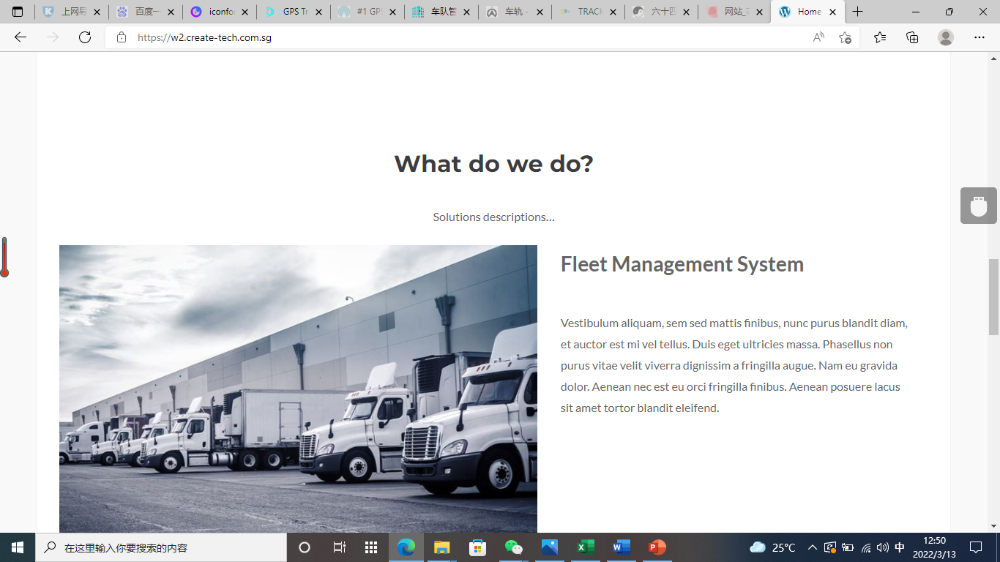 上网导
百度一
iconfo
GPS Tr
#1 GPS
车队管
车轨 -
TRACK
六十四
网站_
Home
https://w2.create-tech.com.sg
What do we do?
Solutions descriptions...
Fleet Management System
Vestibulum aliquam, sem sed mattis finibus, nunc purus blandit diam,
et auctor est mi vel tellus. Duis eget ultricies massa. Phasellus non
purus vitae velit viverra dignissim a fringilla augue. Nam eu gravida
dolor. Aenean nec est eu orci fringilla finibus. Aenean posuere lacus
sit amet tortor blandit eleifend.
在这里输入你要搜索的内容
25°C
中
12:50
2022/3/13